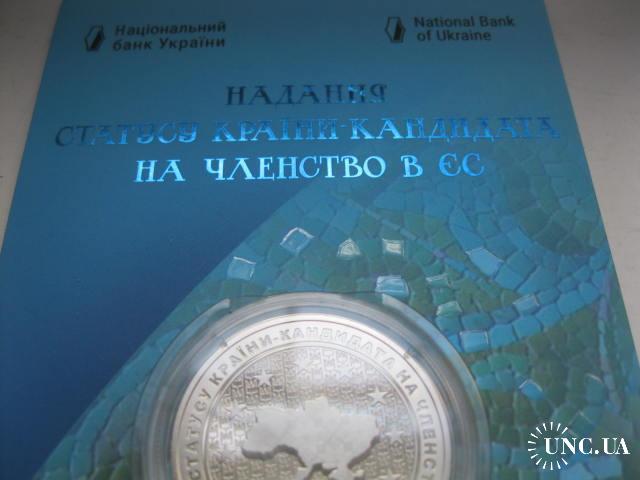 Національний
банк України
National Bank
of Ukraine
НАДАННЯ
СТАТУСУ КРАЇНИ-КАНДИДАТА
НА ЧЛЕНСТВО В ЄС
СТАТУСУ КРАЇНИ-КАНДИДАТА НА ЧЛЕНСТ
UNC.UA